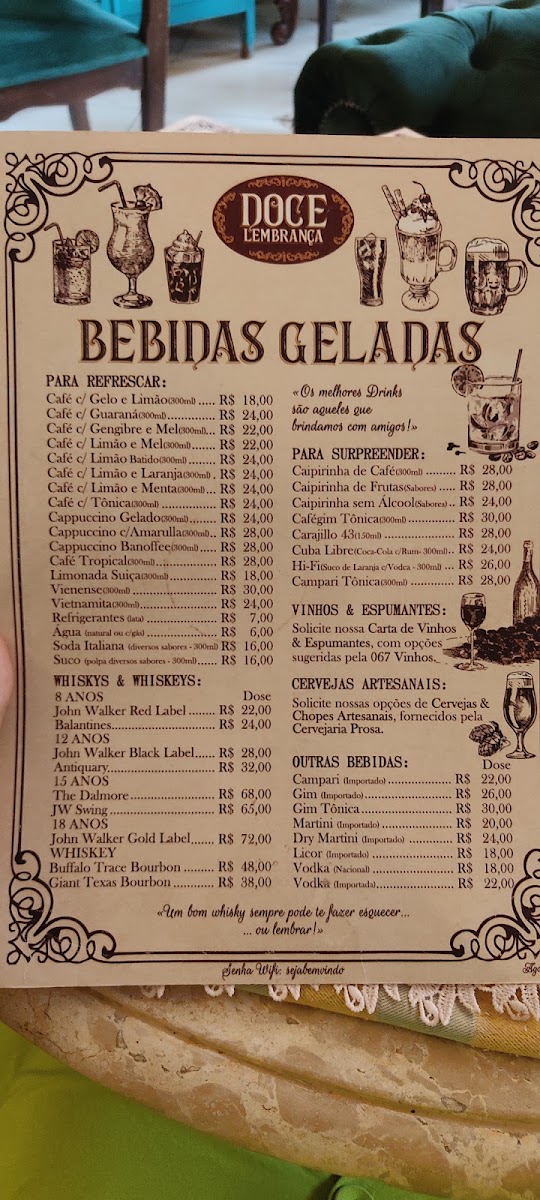 DOCE
LEMBRANÇA
BEBIDAS GELADAS
PARA REFRESCAR:
Café c/ Gelo e Limão(300ml) ..... R$ 18,00
Café c/ Guaraná(300ml)............ R$ 24,00
Café c/ Gengibre e Mel(300ml)... R$ 22,00
Café c/ Limão e Mel(300ml)....... R$ 22,00
Café c/ Limão Batido(300ml)........ R$ 24,00
Café c/ Limão e Laranja(300ml) . R$ 24,00
Café c/ Limão e Menta(300ml)... R$ 24,00
Café c/ Tônica(300ml)............... R$ 24,00
Cappuccino Gelado(300ml)........ R$ 24,00
Cappuccino c/Amarulla(300ml).. R$ 28,00
Cappuccino Banoffee(300ml)..... R$ 28,00
Café Tropical(300ml)................ R$ 28,00
Limonada Suiça(300ml)............. R$ 18,00
Vienense(300ml)....................... R$ 30,00
Vietnamita(300ml)..................... R$ 24,00
Refrigerantes (lata).................... R$ 7,00
Água (natural ou c/gás)................ R$ 6,00
Soda Italiana (diversos sabores - 300ml) R$ 16,00
Suco (polpa diversos sabores - 300ml)...... R$ 16,00
WHISKYS & WHISKEYS:
8 ANOS Dose
John Walker Red Label ....... R$ 22,00
Balantines............................ R$ 24,00
12 ANOS
John Walker Black Label...... R$ 28,00
Antiquary............................. R$ 32,00
15 ANOS
The Dalmore ....................... R$ 68,00
JW Swing ............................ R$ 65,00
18 ANOS
John Walker Gold Label....... R$ 72,00
WHISKEY
Buffalo Trace Bourbon ......... R$ 48,00
Giant Texas Bourbon ............ R$ 38,00
«Os melhores Drinks
são aqueles que
brindamos com amigos!»
PARA SURPREENDER:
Caipirinha de Café(300ml) ......... R$ 28,00
Caipirinha de Frutas(Sabores) ..... R$ 28,00
Caipirinha sem Álcool(Sabores).. R$ 24,00
Cafégim Tônica(300ml)............. R$ 30,00
Carajillo 43(150ml)................... R$ 28,00
Cuba Libre(Coca-Cola c/Rum- 300ml).. R$ 24,00
Hi-Fi(Suco de Laranja c/Vodca - 300ml) ... R$ 26,00
Campari Tônica(300ml) ............ R$ 28,00
VINHOS & ESPUMANTES:
Solicite nossa Carta de Vinhos
& Espumantes, com opções
sugeridas pela 067 Vinhos.
CERVEJAS ARTESANAIS:
Solicite nossas opções de Cervejas &
Chopes Artesanais, fornecidos pela
Cervejaria Prosa.
OUTRAS BEBIDAS: Dose
Campari (Importado)..................... R$ 22,00
Gim (Importado)........................... R$ 26,00
Gim Tônica........................... R$ 30,00
Martini (Importado) ...................... R$ 20,00
Dry Martini (Importado) ............... R$ 24,00
Licor (Importado) ......................... R$ 18,00
Vodka (Nacional) ......................... R$ 18,00
Vodka (Importada)........................ R$ 22,00
«Um bom whisky sempre pode te fazer esquecer...
... ou lembrar!»
Senha Wifi: sejabemvindo